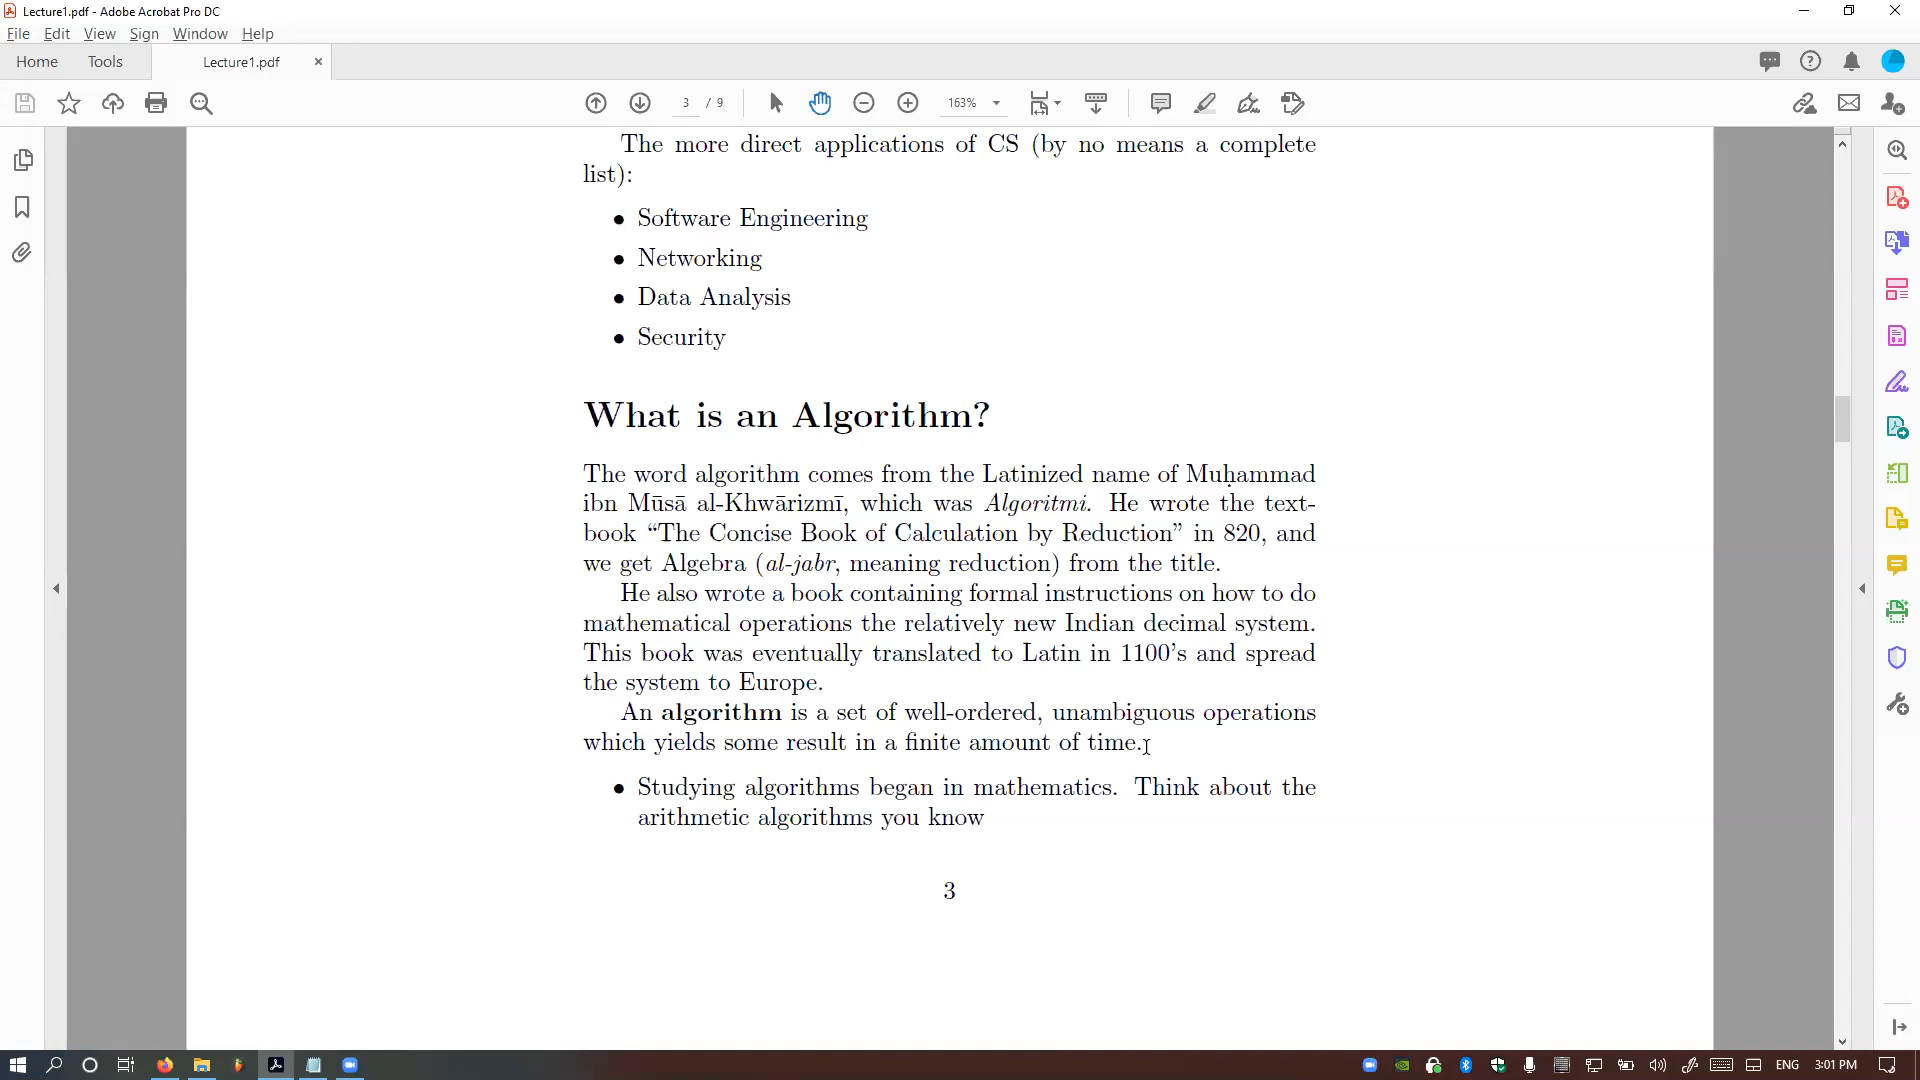 Lecture1.pdf - Adobe Acrobat Pro DC
File Edit View Sign Window Help
Home Tools Lecture1.pdf
3 / 9 163%
The more direct applications of CS (by no means a complete
list):
• Software Engineering
• Networking
• Data Analysis
• Security
What is an Algorithm?
The word algorithm comes from the Latinized name of Muḥammad
ibn Mūsā al-Khwārizmī, which was Algoritmi. He wrote the text-
book “The Concise Book of Calculation by Reduction” in 820, and
we get Algebra (al-jabr, meaning reduction) from the title.
He also wrote a book containing formal instructions on how to do
mathematical operations the relatively new Indian decimal system.
This book was eventually translated to Latin in 1100’s and spread
the system to Europe.
An algorithm is a set of well-ordered, unambiguous operations
which yields some result in a finite amount of time.
• Studying algorithms began in mathematics. Think about the
arithmetic algorithms you know
3
ENG 3:01 PM